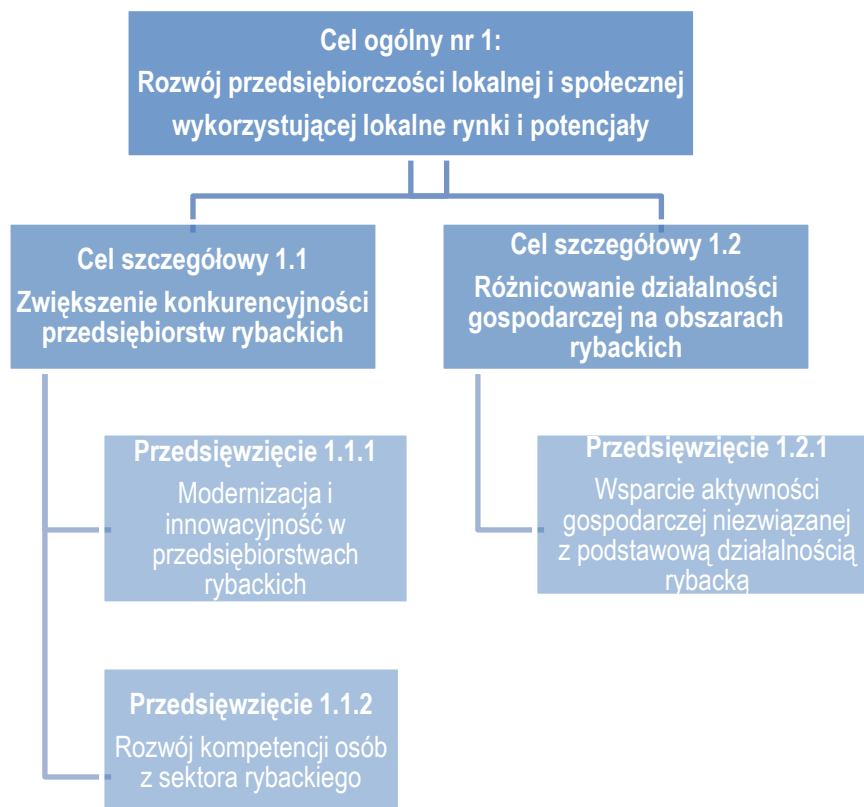 Cel ogólny nr 1:
Rozwój przedsiębiorczości lokalnej i społecznej
wykorzystującej lokalne rynki i potencjały
Cel szczegółowy 1.1
Zwiększenie konkurencyjności
przedsiębiorstw rybackich
Przedsięwzięcie 1.1.1
Modernizacja i
innowacyjność w
przedsiębiorstwach
rybackich
Przedsięwzięcie 1.1.2
Rozwój kompetencji osób
z sektora rybackiego
Cel szczegółowy 1.2
Różnicowanie działalności
gospodarczej na obszarach
rybackich
Przedsięwzięcie 1.2.1
Wsparcie aktywności
gospodarczej niezwiązanej
z podstawową działalnością
rybacką